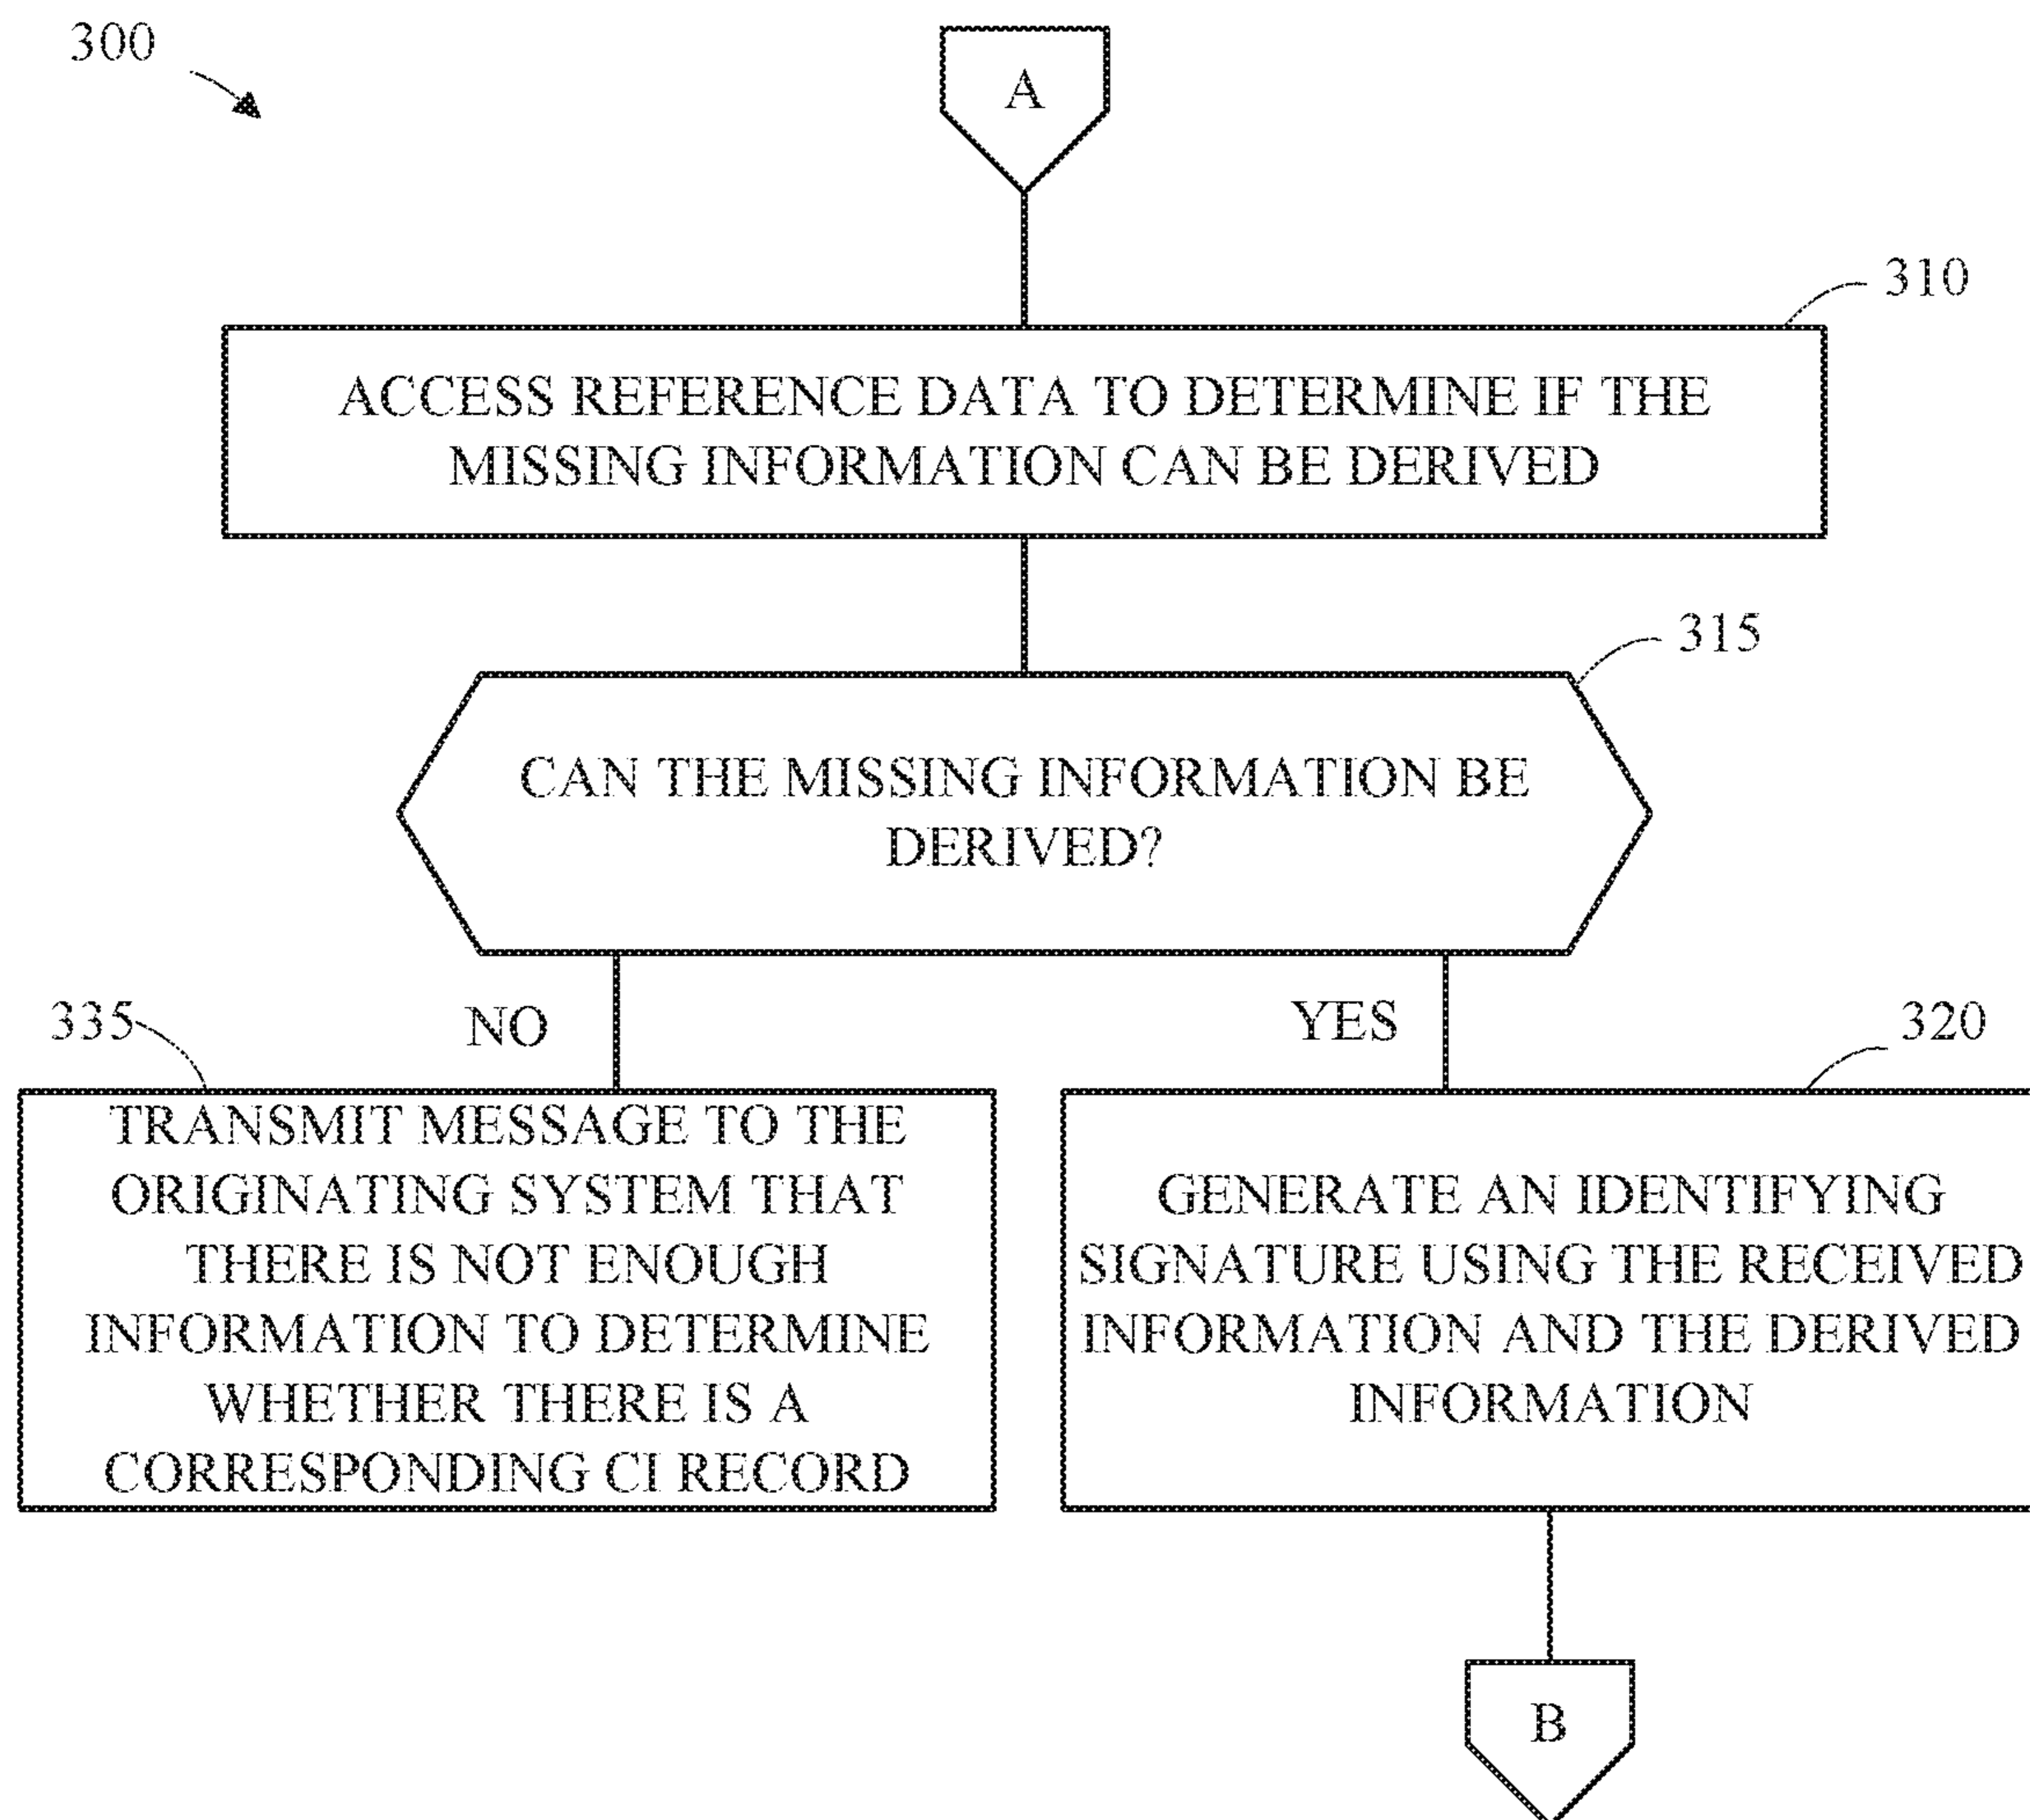 300
A
310
ACCESS REFERENCE DATA TO DETERMINE IF THE
MISSING INFORMATION CAN BE DERIVED
315
CAN THE MISSING INFORMATION BE
DERIVED?
NO
YES
335
TRANSMIT MESSAGE TO THE
ORIGINATING SYSTEM THAT
THERE IS NOT ENOUGH
INFORMATION TO DETERMINE
WHETHER THERE IS A
CORRESPONDING CI RECORD
320
GENERATE AN IDENTIFYING
SIGNATURE USING THE RECEIVED
INFORMATION AND THE DERIVED
INFORMATION
B